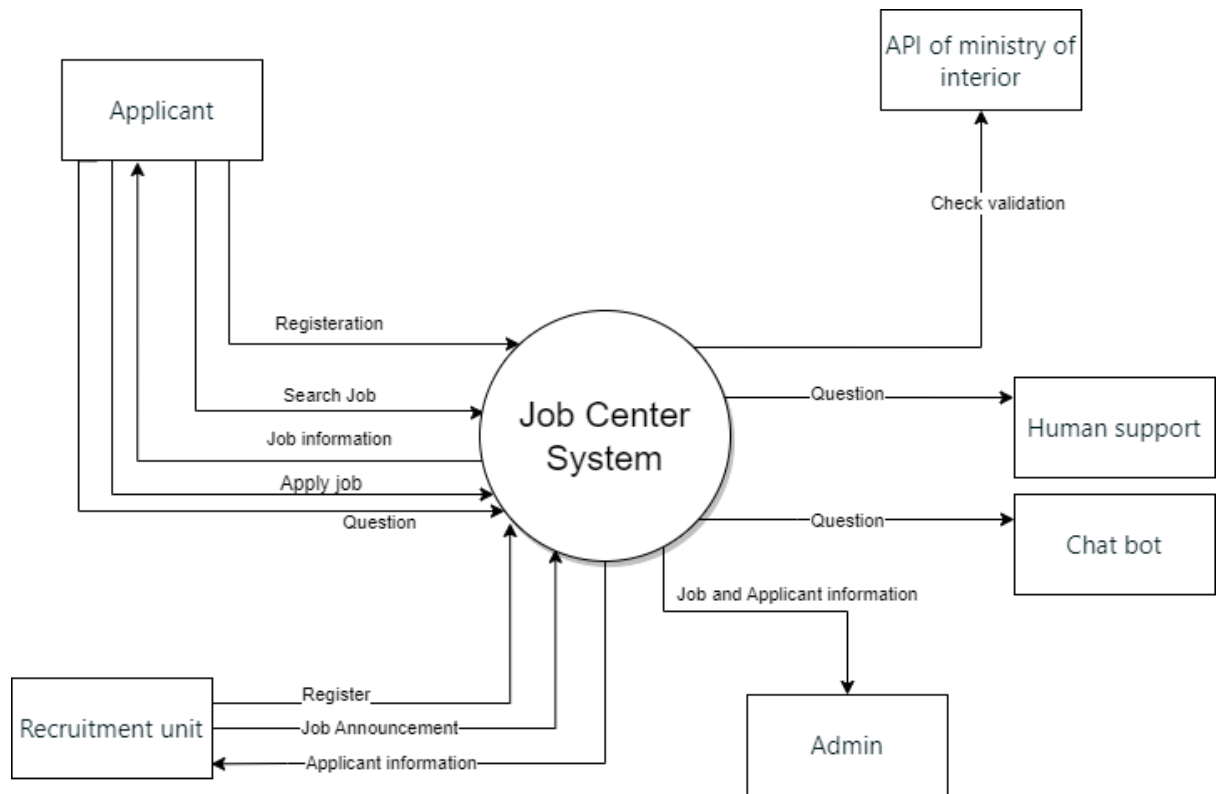 API of ministry of
interior
Applicant
Check validation
Registeration
Search Job
Question
Job Center
System
Human support
Job information
Apply job
Question
Question
Chat bot
Job and Applicant information
Register
Recruitment unit
Job Announcement
Admin
Applicant information